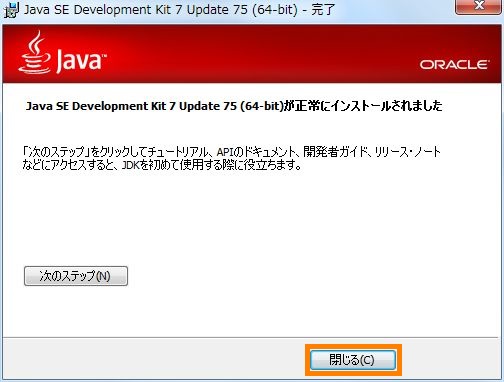 Java SE Development Kit 7 Update 75 (64-bit) - 完了
Java™
ORACLE®
Java SE Development Kit 7 Update 75 (64-bit)が正常にインストールされました
「次のステップ」をクリックしてチュートリアル、APIのドキュメント、開発者ガイド、リリース・ノート
などにアクセスすると、JDKを初めて使用する際に役立ちます。
次のステップ(N)
閉じる(C)